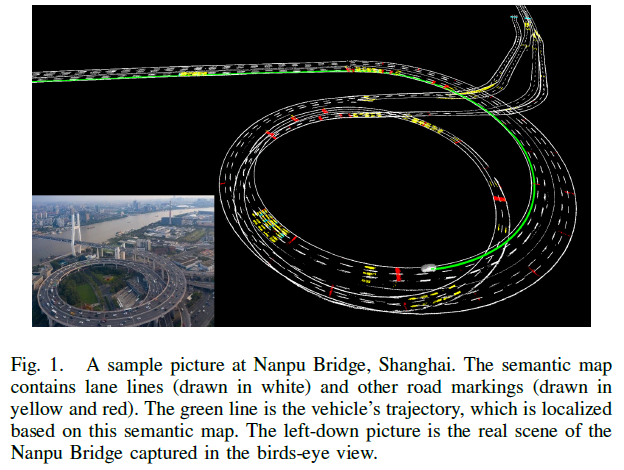 Fig. 1. A sample picture at Nanpu Bridge, Shanghai. The semantic map
contains lane lines (drawn in white) and other road markings (drawn in
yellow and red). The green line is the vehicle's trajectory, which is localized
based on this semantic map. The left-down picture is the real scene of the
Nanpu Bridge captured in the birds-eye view.